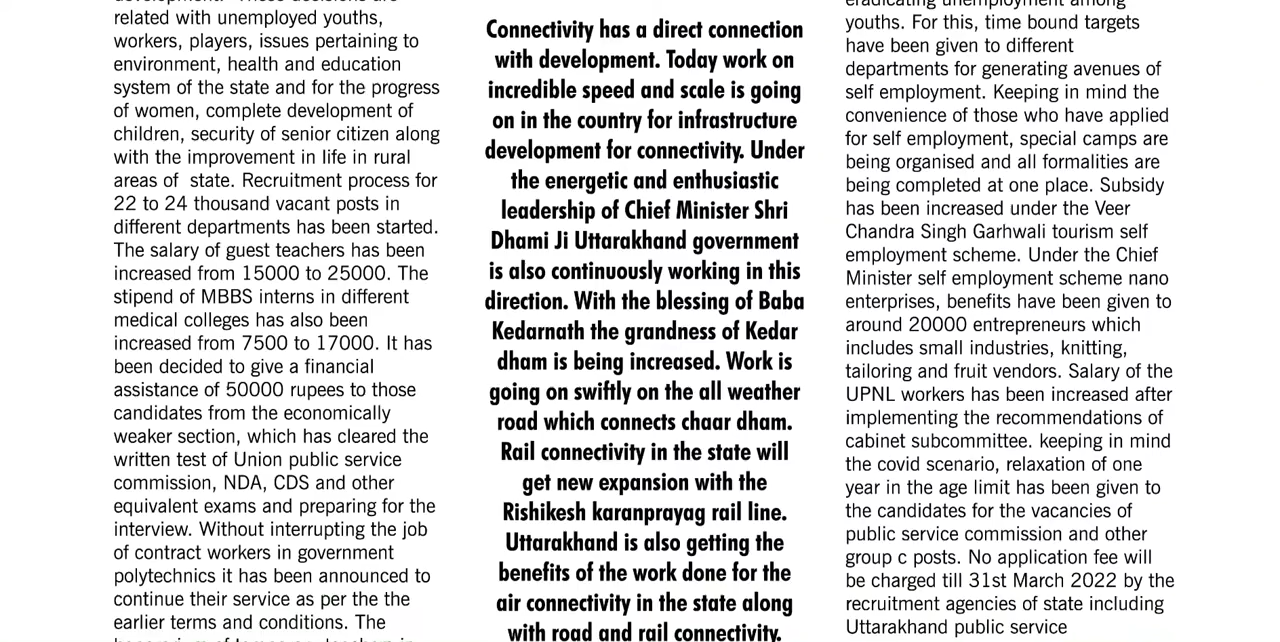 development. These decisions are
related with unemployed youths,
workers, players, issues pertaining to
environment, health and education
system of the state and for the progress
of women, complete development of
children, security of senior citizen along
with the improvement in life in rural
areas of  state. Recruitment process for
22 to 24 thousand vacant posts in
different departments has been started.
The salary of guest teachers has been
increased from 15000 to 25000. The
stipend of MBBS interns in different
medical colleges has also been
increased from 7500 to 17000. It has
been decided to give a financial
assistance of 50000 rupees to those
candidates from the economically
weaker section, which has cleared the
written test of Union public service
commission, NDA, CDS and other
equivalent exams and preparing for the
interview. Without interrupting the job
of contract workers in government
polytechnics it has been announced to
continue their service as per the the
earlier terms and conditions. The
Connectivity has a direct connection
with development. Today work on
incredible speed and scale is going
on in the country for infrastructure
development for connectivity. Under
the energetic and enthusiastic
leadership of Chief Minister Shri
Dhami Ji Uttarakhand government
is also continuously working in this
direction. With the blessing of Baba
Kedarnath the grandness of Kedar
dham is being increased. Work is
going on swiftly on the all weather
road which connects chaar dham.
Rail connectivity in the state will
get new expansion with the
Rishikesh karanprayag rail line.
Uttarakhand is also getting the
benefits of the work done for the
air connectivity in the state along
with road and rail connectivity.
eradicating unemployment among
youths. For this, time bound targets
have been given to different
departments for generating avenues of
self employment. Keeping in mind the
convenience of those who have applied
for self employment, special camps are
being organised and all formalities are
being completed at one place. Subsidy
has been increased under the Veer
Chandra Singh Garhwali tourism self
employment scheme. Under the Chief
Minister self employment scheme nano
enterprises, benefits have been given to
around 20000 entrepreneurs which
includes small industries, knitting,
tailoring and fruit vendors. Salary of the
UPNL workers has been increased after
implementing the recommendations of
cabinet subcommittee. keeping in mind
the covid scenario, relaxation of one
year in the age limit has been given to
the candidates for the vacancies of
public service commission and other
group c posts. No application fee will
be charged till 31st March 2022 by the
recruitment agencies of state including
Uttarakhand public service